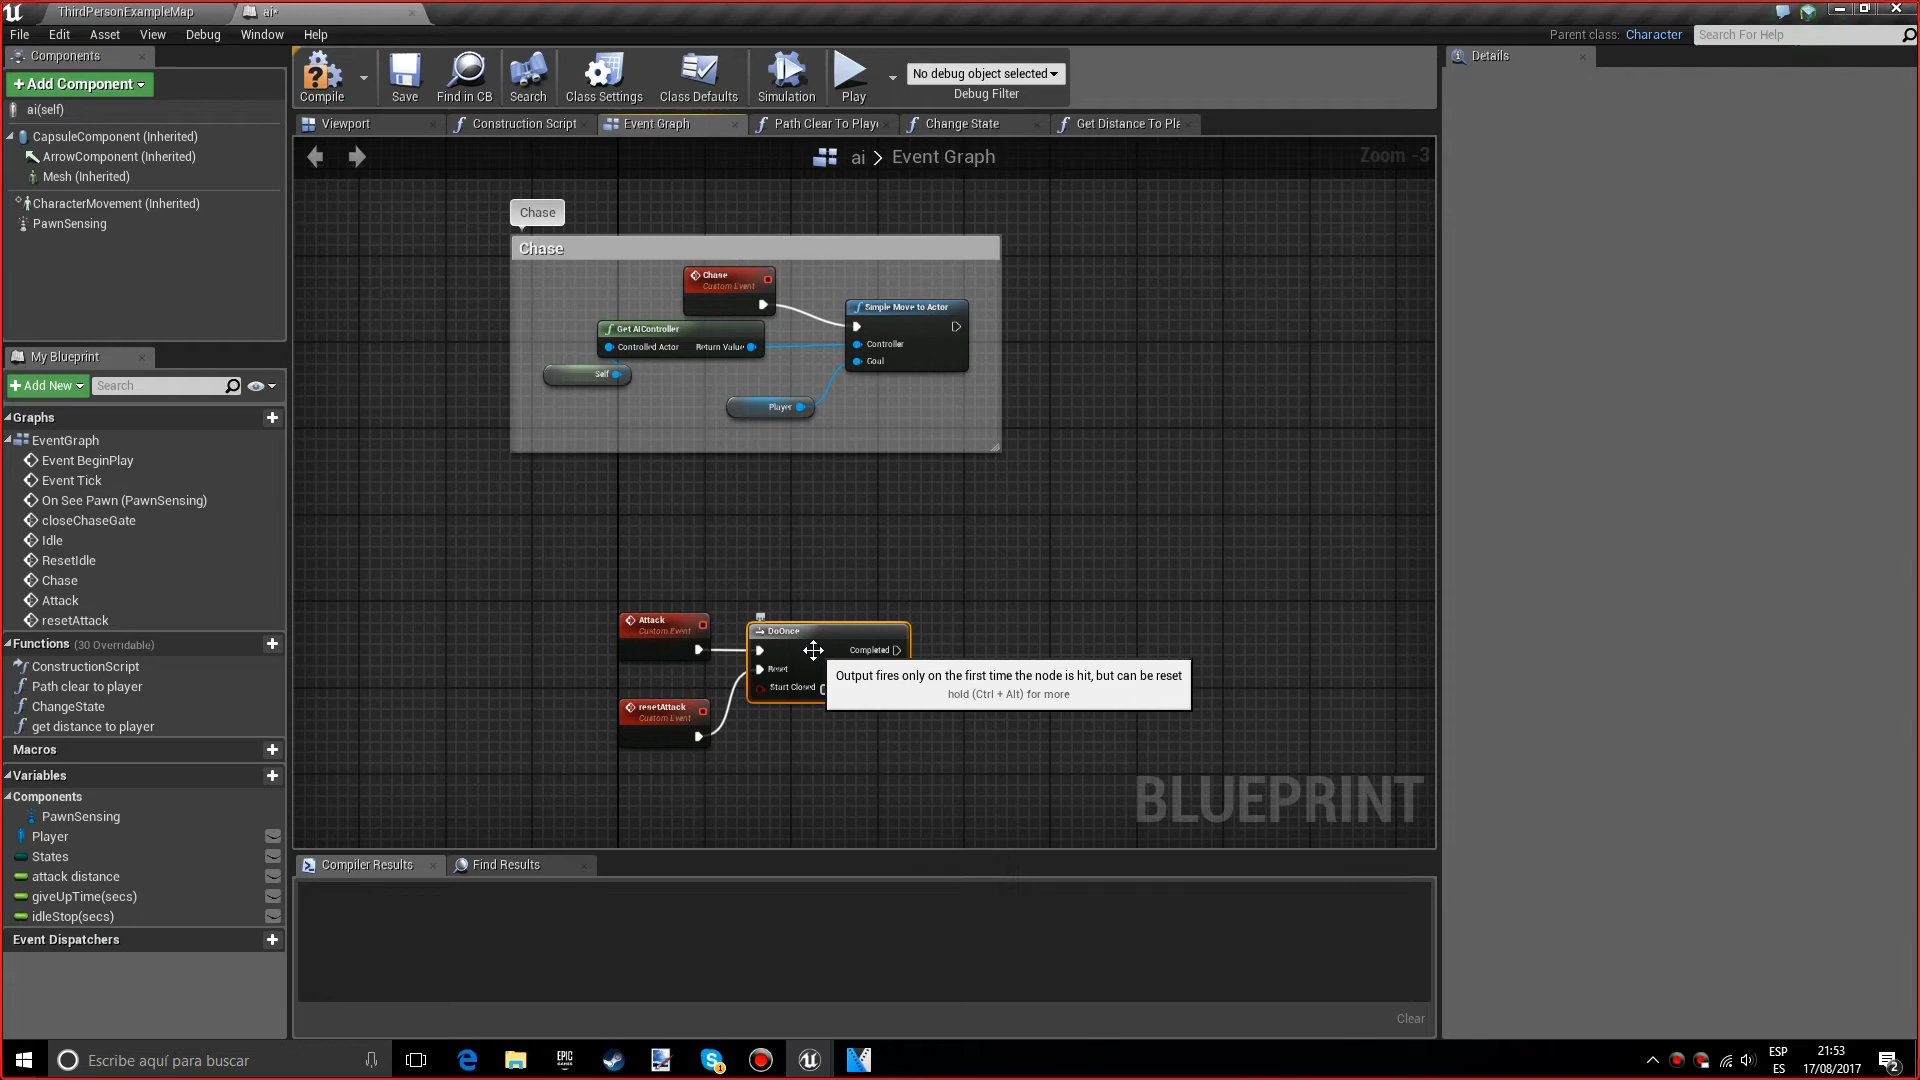 ThirdPersonExampleMap
ai*
File Edit Asset View Debug Window Help
Parent class: Character
Search For Help
Components
+Add Component
ai(self)
CapsuleComponent (Inherited)
ArrowComponent (Inherited)
Mesh (Inherited)
CharacterMovement (Inherited)
PawnSensing
Compile
Save
Find in CB
Search
Class Settings
Class Defaults
Simulation
Play
No debug object selected
Debug Filter
Details
Viewport
Construction Script
Event Graph
Path Clear To Playe
Change State
Get Distance To Pla
ai > Event Graph
Zoom -3
Chase
Chase
Chase
Custom Event
Simple Move to Actor
Controller
Goal
Get AIController
Controlled Actor Return Value
Self
Player
Attack
Custom Event
DoOnce
Completed
Reset
Start Closed
resetAttack
Custom Event
Output fires only on the first time the node is hit, but can be reset
hold (Ctrl + Alt) for more
BLUEPRINT
My Blueprint
+Add New
Search
Graphs
EventGraph
Event BeginPlay
Event Tick
On See Pawn (PawnSensing)
closeChaseGate
Idle
ResetIdle
Chase
Attack
resetAttack
Functions (30 Overridable)
ConstructionScript
Path clear to player
ChangeState
get distance to player
Macros
Variables
Components
PawnSensing
Player
States
attack distance
giveUpTime(secs)
idleStop(secs)
Event Dispatchers
Compiler Results
Find Results
Clear
Escribe aquí para buscar
EPIC
GAMES
1
ESP
ES
21:53
17/08/2017
2